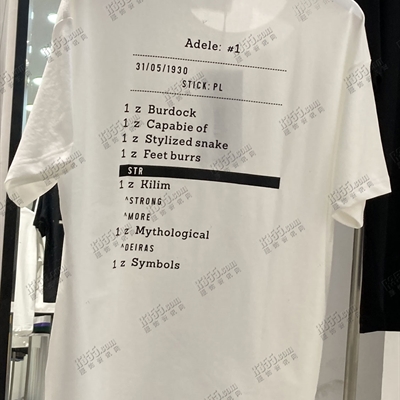 Adele: #1
31/05/1930
STICK: PL
1 z Burdock
1 z Capabie of
1 z Stylized snake
1 z Feet burrs
STR
1 z Kilim
^STRONG
^MORE
1 z Mythological
^OEIRAS
1 z Symbols